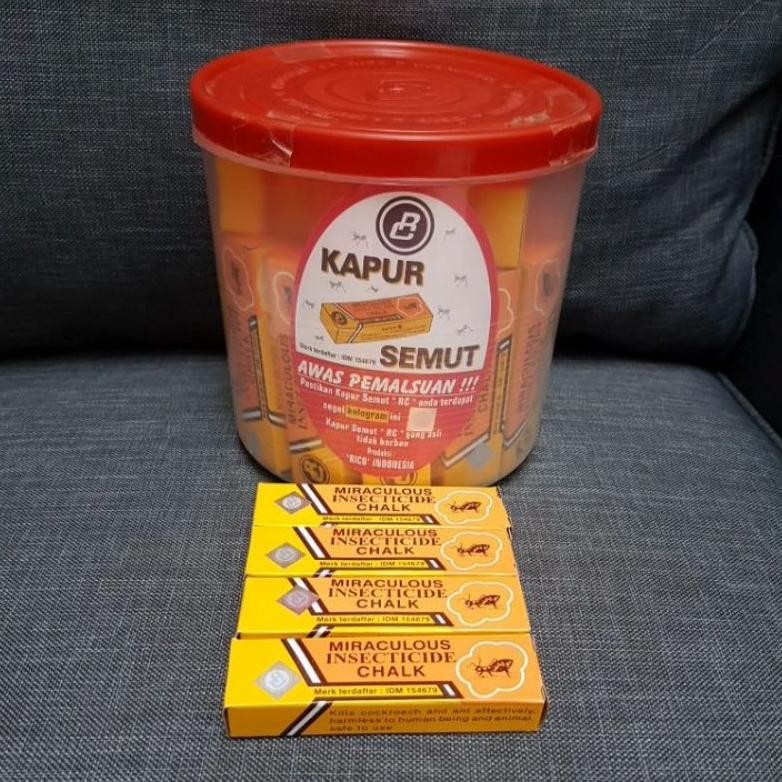 RC
KAPUR
MIRACULOUS
CHALK
Merk terdaftar : IDM 154679
SEMUT
AWAS PEMALSUAN !!!
Pastikan Kapur Semut " RC " anda terdapat
segel hologram ini
Kapur Semut " RC " yang asli
tidak berbau
Produksi
"RICO" INDONESIA
MIRACULOUS
INSECTICIDE
CHALK
Merk terdaftar : IDM 154679
MIRACULOUS
INSECTICIDE
CHALK
Merk terdaftar : IDM 154679
MIRACULOUS
INSECTICIDE
CHALK
Merk terdaftar : IDM 154679
MIRACULOUS
INSECTICIDE
CHALK
Merk terdaftar : IDM 154679
Kills cockroach and ant effectively,
harmless to human being and animal,
safe to use